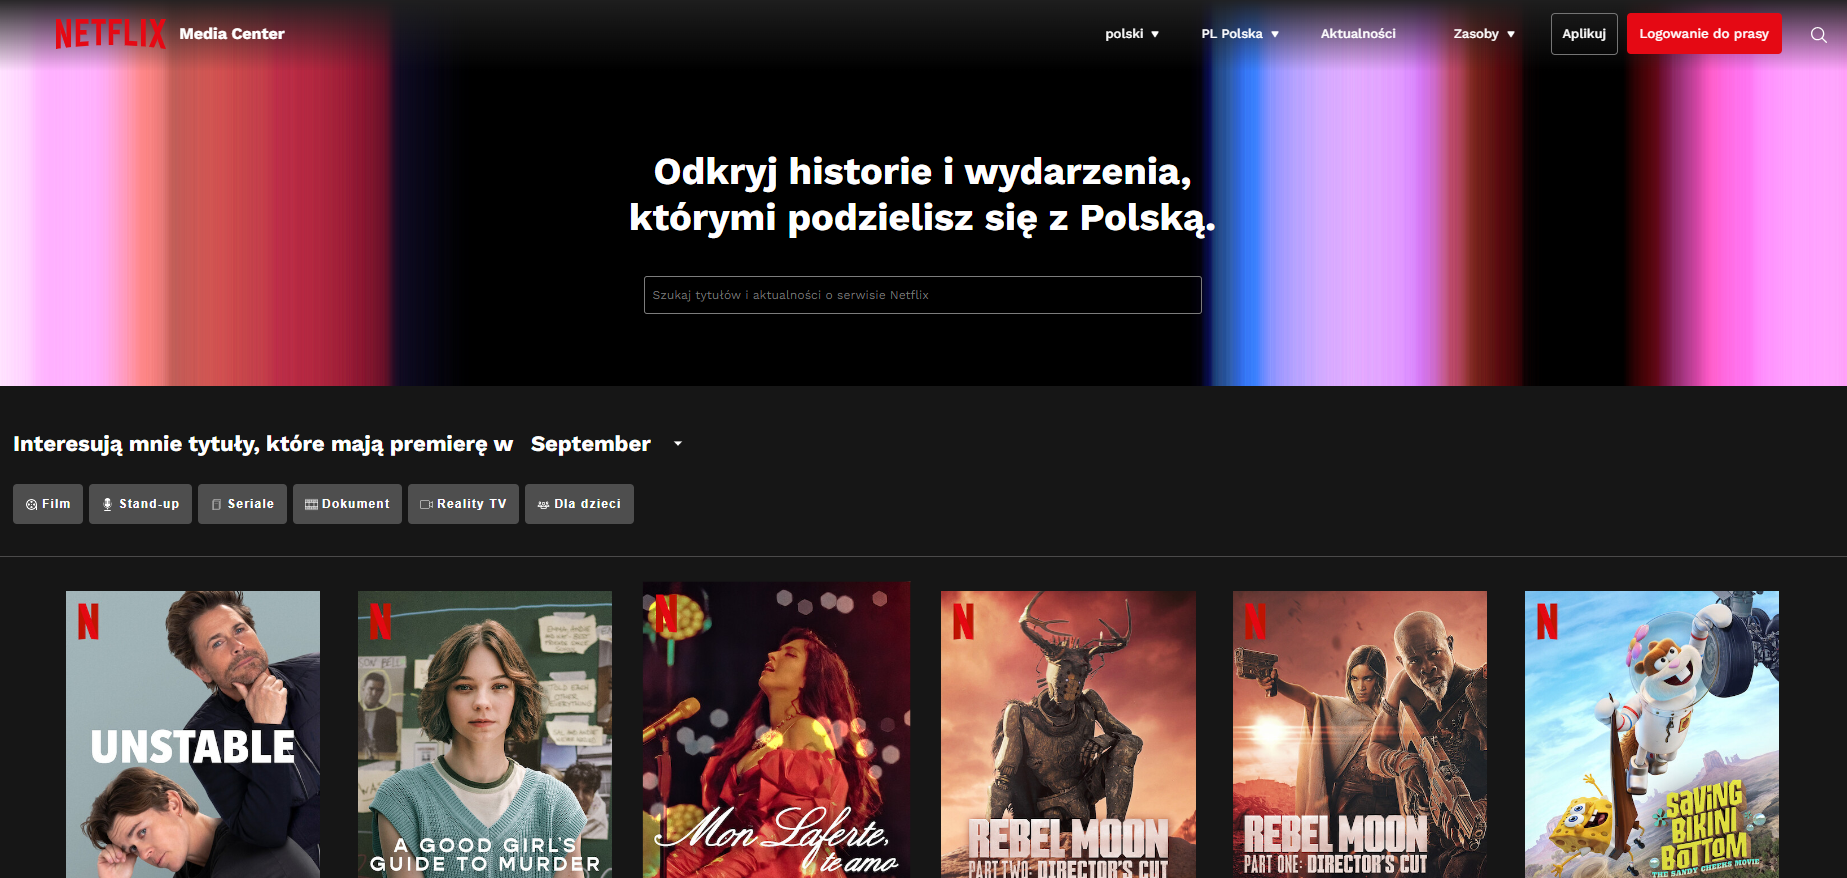 NETFLIX Media Center
polski
PL Polska
Aktualności
Zasoby
Aplikuj
Logowanie do prasy
Odkryj historie i wydarzenia,
którymi podzielisz się z Polską.
Szukaj tytułów i aktualności o serwisie Netflix
Interesują mnie tytuły, które mają premierę w September
Film
Stand-up
Seriale
Dokument
Reality TV
Dla dzieci
N
UNSTABLE
N
A GOOD GIRL'S
GUIDE TO MURDER
N
Mon Laferte,
te amo
N
REBEL MOON
PART TWO: DIRECTOR'S CUT
N
REBEL MOON
PART ONE: DIRECTOR'S CUT
N
SAVING
BIKINI
BOTTOM
THE SANDY CHEEKS MOVIE